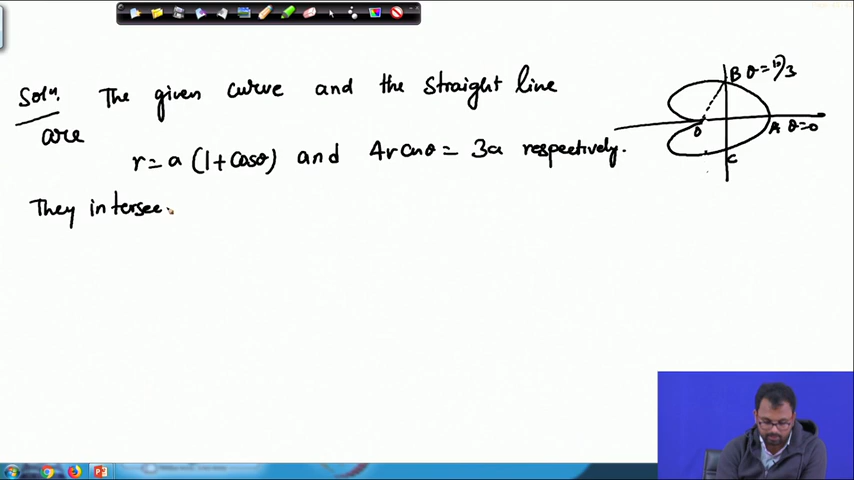 Solⁿ. The given curve and the straight line
are
r = a (1+cosθ) and 4r cosθ = 3a respectively.
They intersec
B θ=π/3
O
A θ=0
C